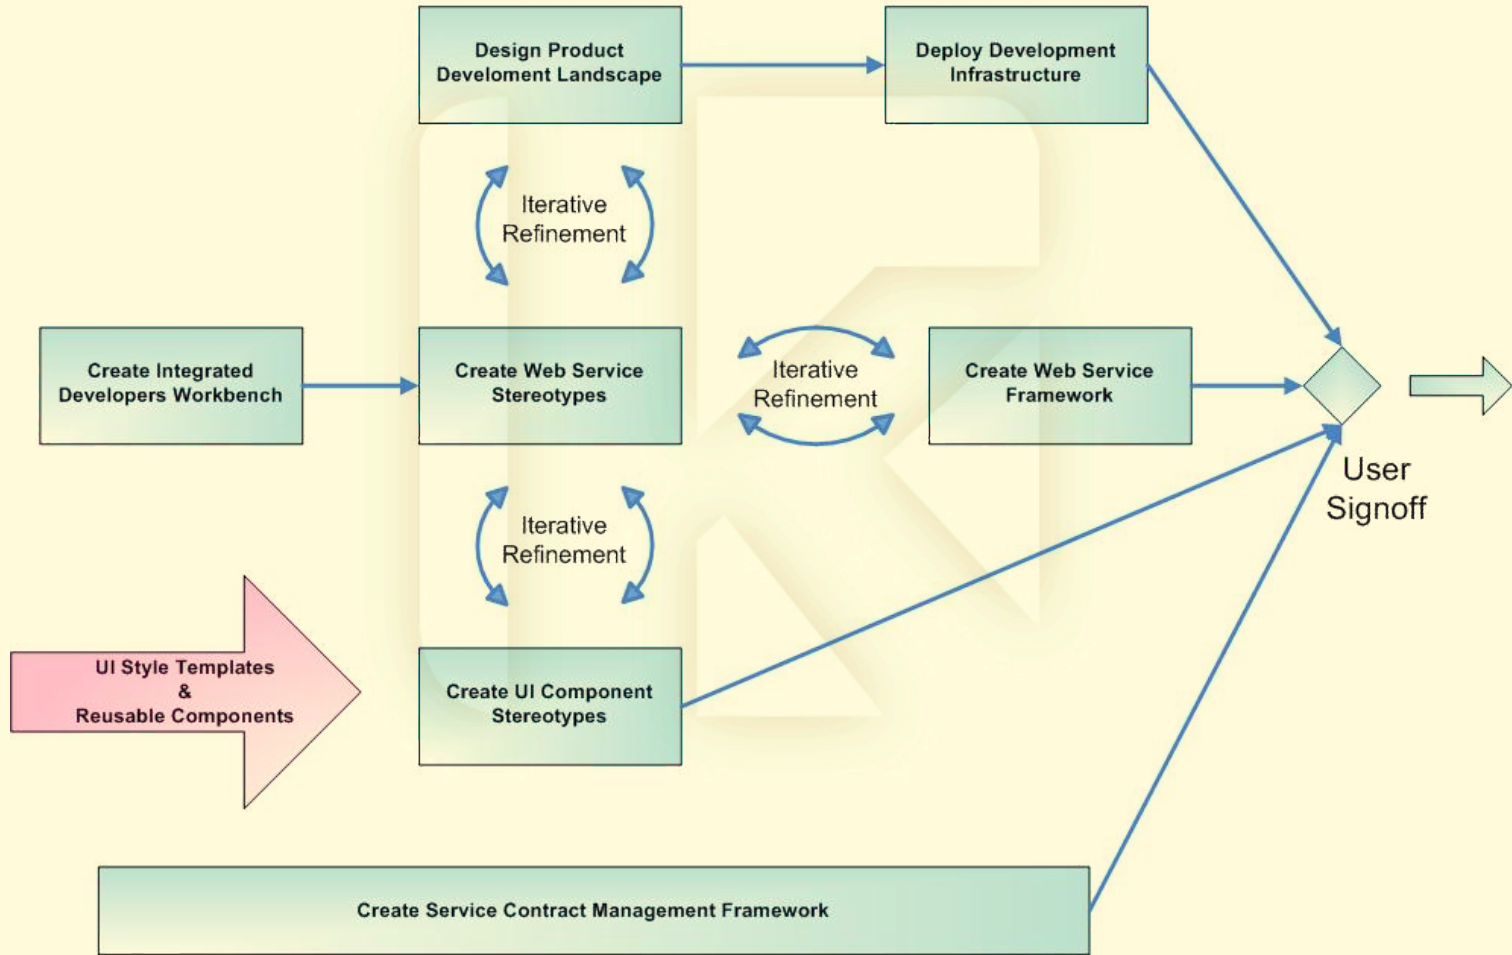 Design Product
Develoment Landscape
Deploy Development
Infrastructure
Iterative
Refinement
Create Integrated
Developers Workbench
Create Web Service
Stereotypes
Iterative
Refinement
Create Web Service
Framework
User
Signoff
Iterative
Refinement
UI Style Templates
&
Reusable Components
Create UI Component
Stereotypes
Create Service Contract Management Framework